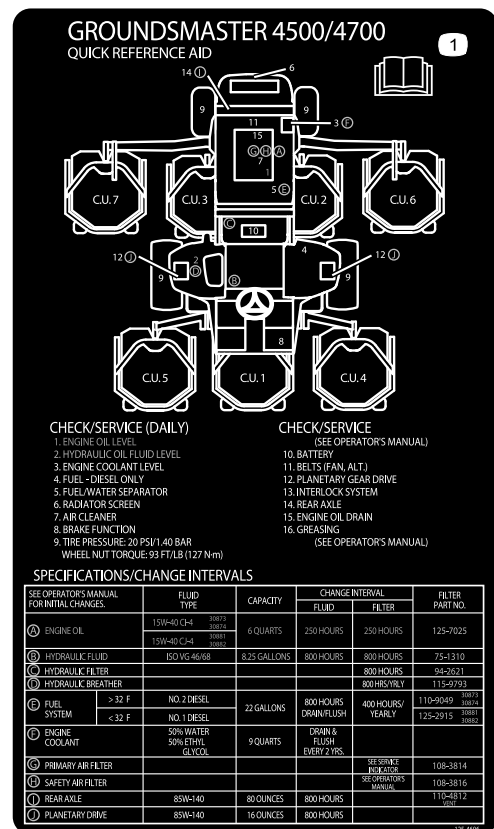 GROUNDSMASTER 4500/4700
QUICK REFERENCE AID
1
14 I
6
9
9
11
3 F
15
G H A
7
1
5 E
C.U. 7
C.U. 3
C.U. 2
C.U. 6
C
10
12 J
2
D
4
12 J
9
B
9
8
C.U. 5
C.U. 1
C.U. 4
CHECK/SERVICE (DAILY)
1. ENGINE OIL LEVEL
2. HYDRAULIC OIL FLUID LEVEL
3. ENGINE COOLANT LEVEL
4. FUEL - DIESEL ONLY
5. FUEL/WATER SEPARATOR
6. RADIATOR SCREEN
7. AIR CLEANER
8. BRAKE FUNCTION
9. TIRE PRESSURE: 20 PSI/1.40 BAR
WHEEL NUT TORQUE: 93 FT/LB (127 N·m)
CHECK/SERVICE
(SEE OPERATOR'S MANUAL)
10. BATTERY
11. BELTS (FAN, ALT.)
12. PLANETARY GEAR DRIVE
13. INTERLOCK SYSTEM
14. REAR AXLE
15. ENGINE OIL DRAIN
16. GREASING
(SEE OPERATOR'S MANUAL)
SPECIFICATIONS/CHANGE INTERVALS
SEE OPERATOR'S MANUAL FOR INITIAL CHANGES. FLUID TYPE CAPACITY CHANGE INTERVAL FLUID FILTER FILTER PART NO.
A ENGINE OIL 15W-40 CI-4 30873 30874 15W-40 CJ-4 30881 30882 6 QUARTS 250 HOURS 250 HOURS 125-7025
B HYDRAULIC FLUID ISO VG 46/68 8.25 GALLONS 800 HOURS 800 HOURS 75-1310
C HYDRAULIC FILTER 800 HOURS 94-2621
D HYDRAULIC BREATHER 800 HRS/YRLY 115-9793
E FUEL SYSTEM > 32 F NO. 2 DIESEL 22 GALLONS 800 HOURS DRAIN/FLUSH 400 HOURS/ YEARLY 110-9049 30873 30874
< 32 F NO. 1 DIESEL 125-2915 30881 30882
F ENGINE COOLANT 50% WATER 50% ETHYL GLYCOL 9 QUARTS DRAIN & FLUSH EVERY 2 YRS.
G PRIMARY AIR FILTER SEE SERVICE INDICATOR 108-3814
H SAFETY AIR FILTER SEE OPERATOR'S MANUAL 108-3816
I REAR AXLE 85W-140 80 OUNCES 800 HOURS 110-4812 VENT
J PLANETARY DRIVE 85W-140 16 OUNCES 800 HOURS